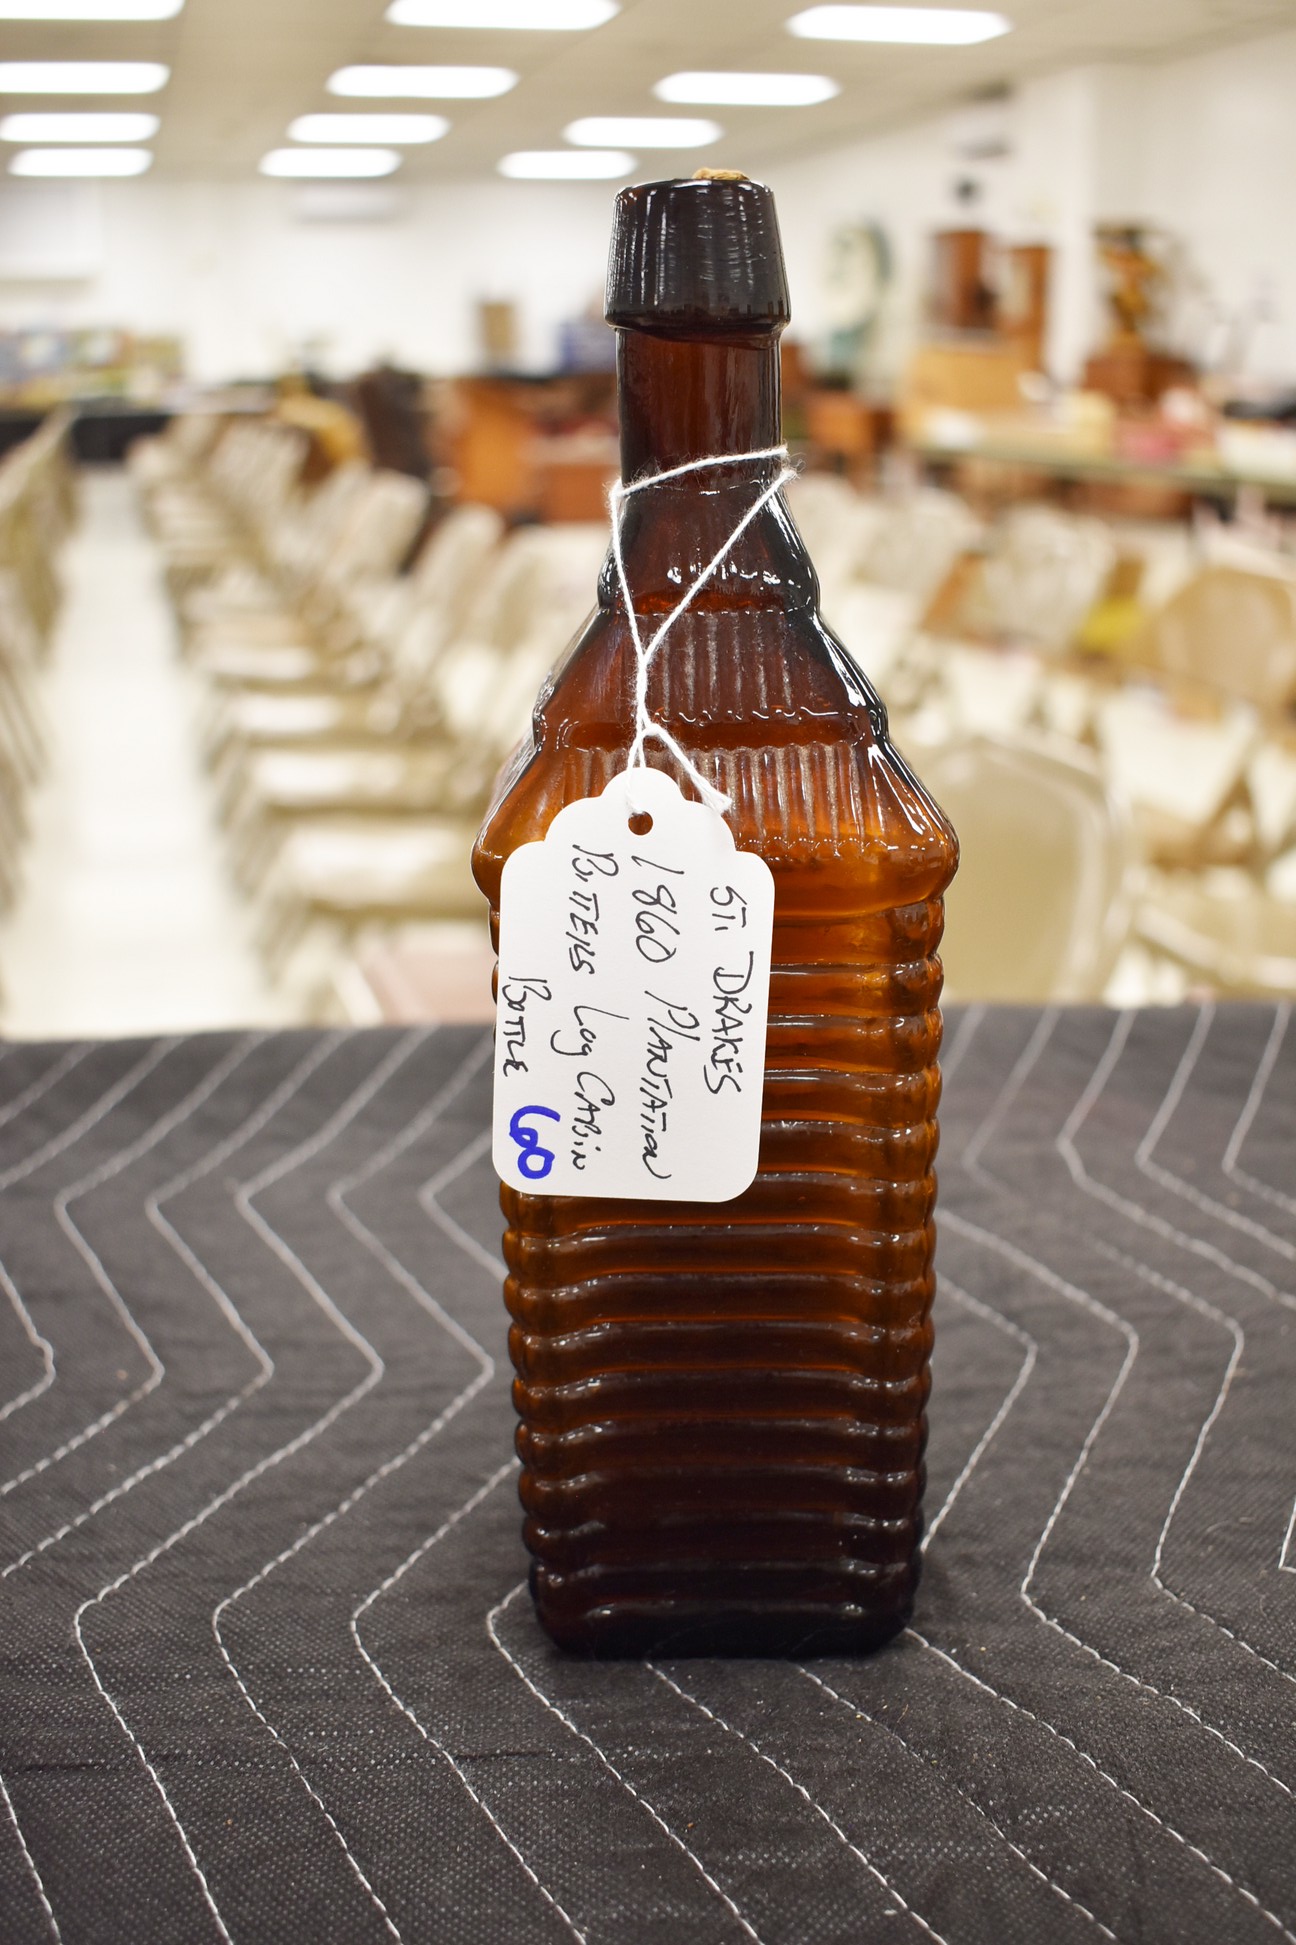 ST. DRAKES
1860 PLANTATION
BITTERS LOG CABIN
BOTTLE
60